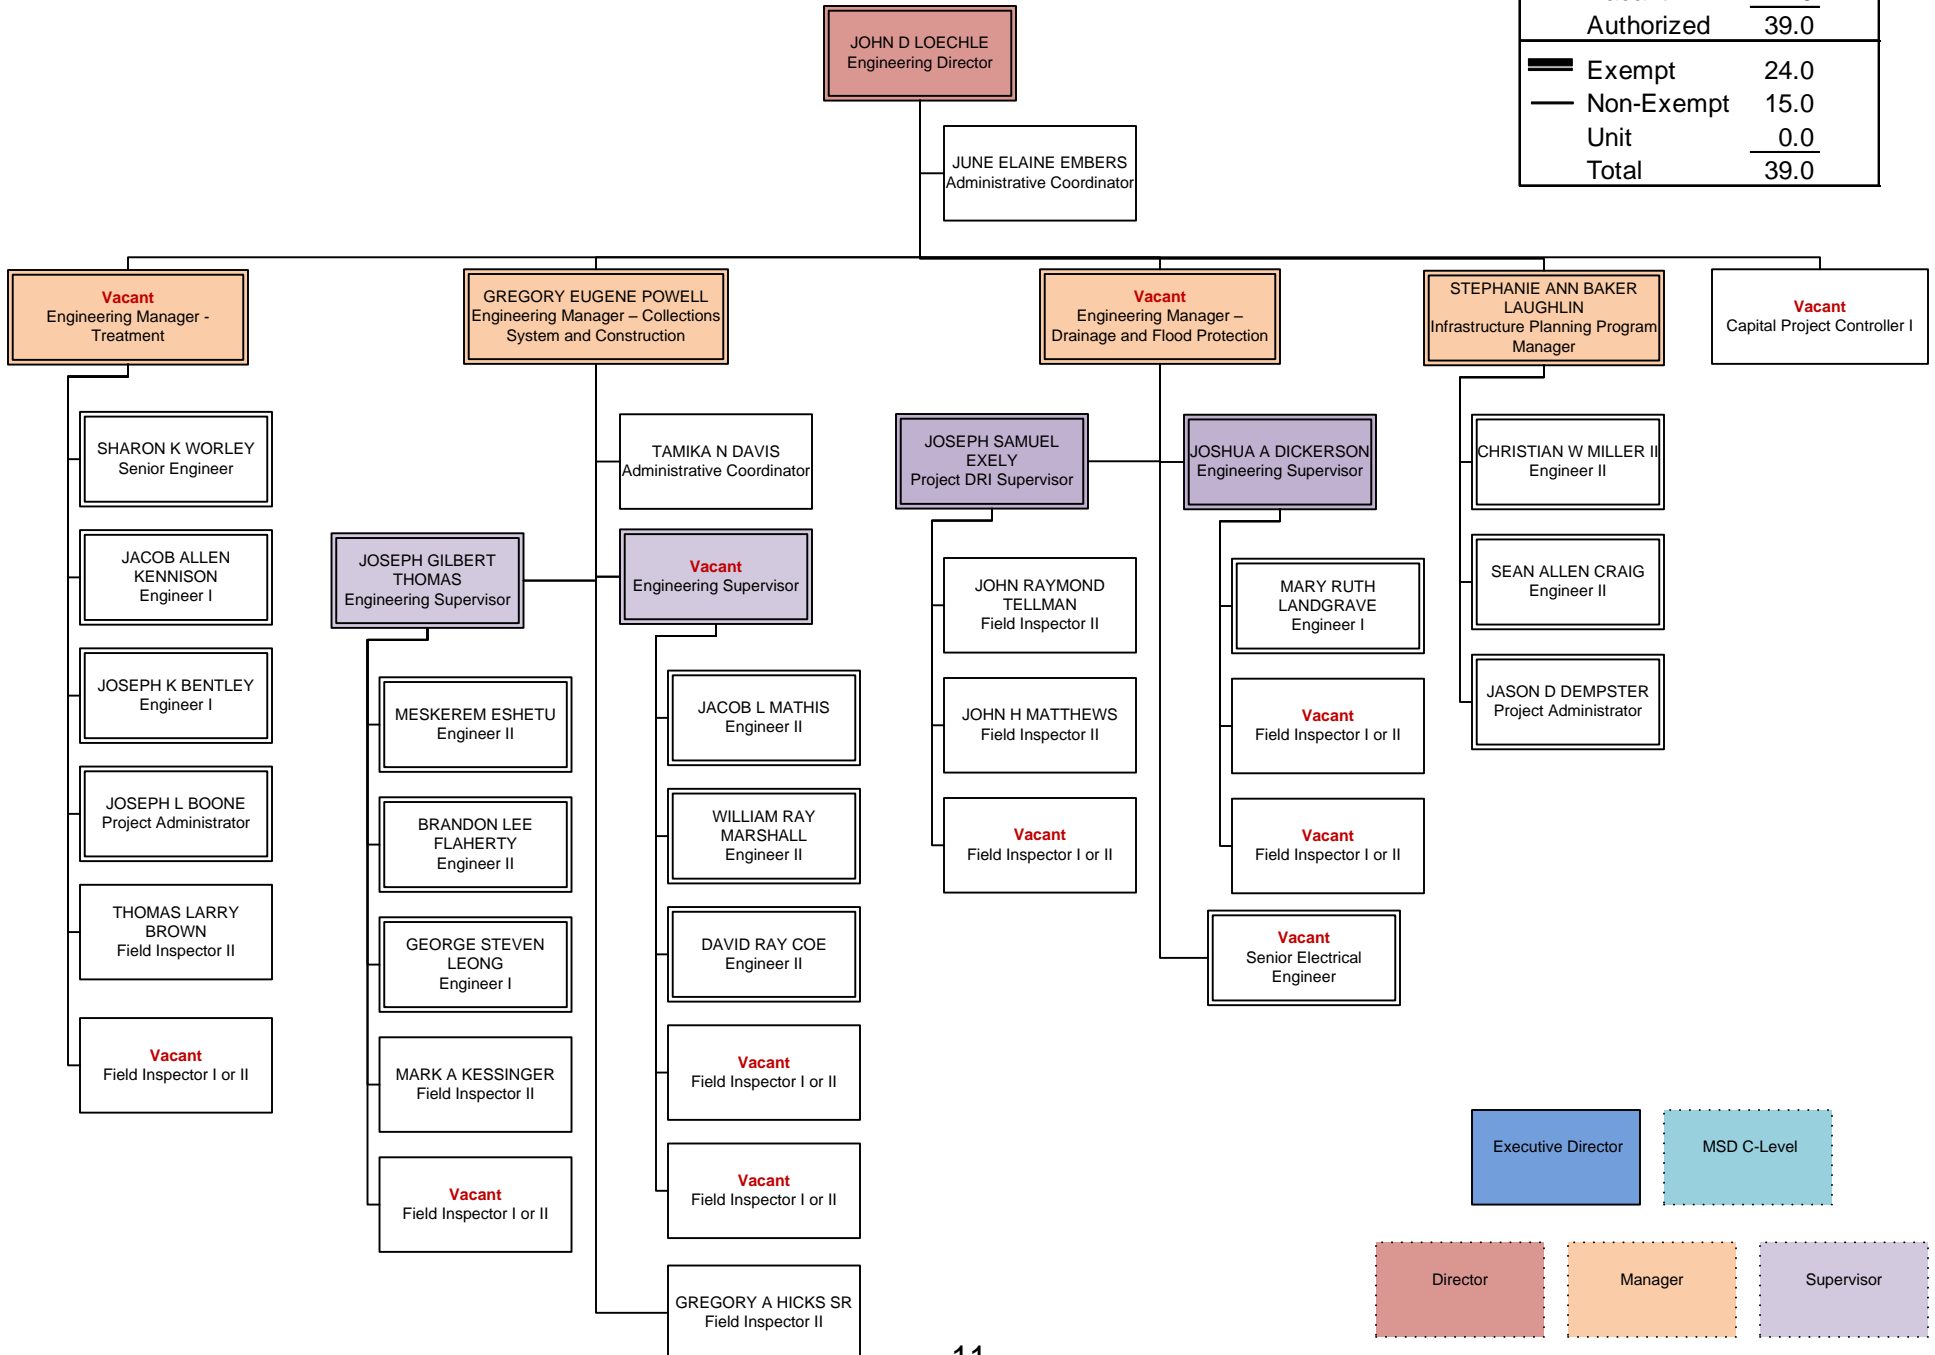 Authorized 39.0
Exempt 24.0
Non-Exempt 15.0
Unit 0.0
Total 39.0
JOHN D LOECHLE
Engineering Director
JUNE ELAINE EMBERS
Administrative Coordinator
Vacant
Engineering Manager -
Treatment
GREGORY EUGENE POWELL
Engineering Manager – Collections
System and Construction
Vacant
Engineering Manager –
Drainage and Flood Protection
STEPHANIE ANN BAKER
LAUGHLIN
Infrastructure Planning Program
Manager
Vacant
Capital Project Controller I
SHARON K WORLEY
Senior Engineer
JACOB ALLEN
KENNISON
Engineer I
JOSEPH K BENTLEY
Engineer I
JOSEPH L BOONE
Project Administrator
THOMAS LARRY
BROWN
Field Inspector II
Vacant
Field Inspector I or II
TAMIKA N DAVIS
Administrative Coordinator
JOSEPH GILBERT
THOMAS
Engineering Supervisor
Vacant
Engineering Supervisor
MESKEREM ESHETU
Engineer II
BRANDON LEE
FLAHERTY
Engineer II
GEORGE STEVEN
LEONG
Engineer I
MARK A KESSINGER
Field Inspector II
Vacant
Field Inspector I or II
JACOB L MATHIS
Engineer II
WILLIAM RAY
MARSHALL
Engineer II
DAVID RAY COE
Engineer II
Vacant
Field Inspector I or II
Vacant
Field Inspector I or II
GREGORY A HICKS SR
Field Inspector II
JOSEPH SAMUEL
EXELY
Project DRI Supervisor
JOSHUA A DICKERSON
Engineering Supervisor
JOHN RAYMOND
TELLMAN
Field Inspector II
JOHN H MATTHEWS
Field Inspector II
Vacant
Field Inspector I or II
MARY RUTH
LANDGRAVE
Engineer I
Vacant
Field Inspector I or II
Vacant
Field Inspector I or II
Vacant
Senior Electrical
Engineer
CHRISTIAN W MILLER II
Engineer II
SEAN ALLEN CRAIG
Engineer II
JASON D DEMPSTER
Project Administrator
Executive Director
MSD C-Level
Director
Manager
Supervisor
11